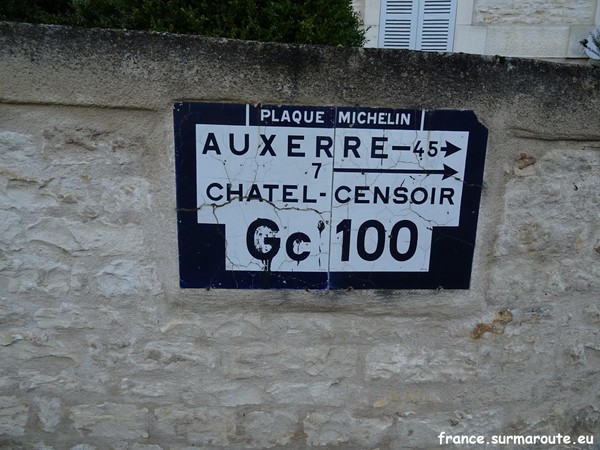 PLAQUE MICHELIN
AUXERRE-45→
7→
CHATEL-CENSOIR
Gc 100
france.surmaroute.eu